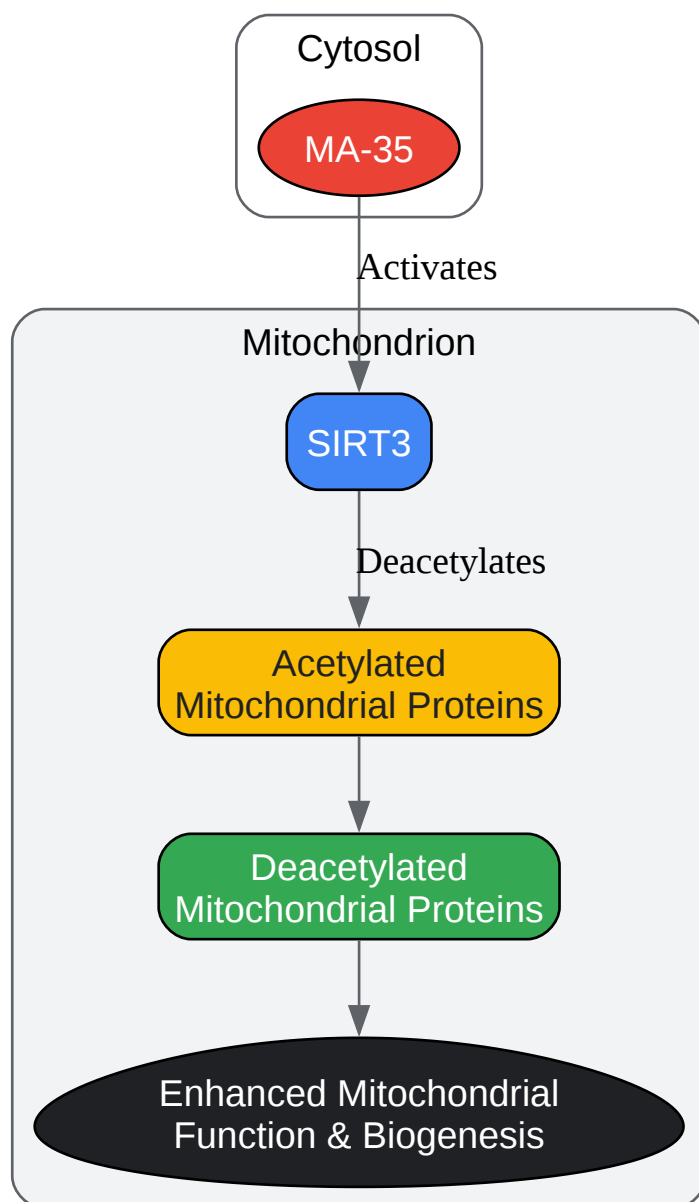 Cytosol
MA-35
Activates
Mitochondrion
SIRT3
Deacetylates
Acetylated
Mitochondrial Proteins
Deacetylated
Mitochondrial Proteins
Enhanced Mitochondrial
Function & Biogenesis